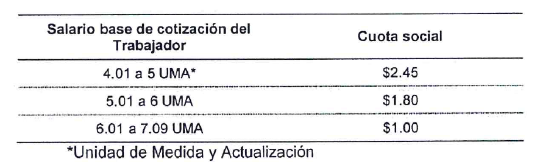 Salario base de cotización del Trabajador Cuota social
4.01 a 5 UMA* $2.45
5.01 a 6 UMA $1.80
6.01 a 7.09 UMA $1.00
*Unidad de Medida y Actualización